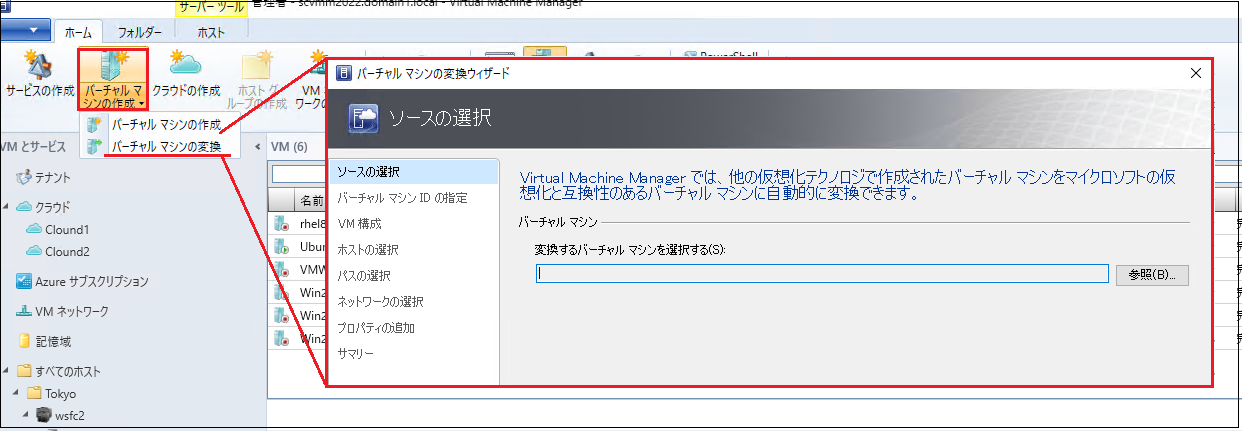 サーバー ツール
管理者 - scvmm2022.domain1.local - Virtual Machine Manager
ホーム フォルダー ホスト
サービスの作成
バーチャル マシンの作成
クラウドの作成
ホスト グループの作成
VM
PowerShell
バーチャル マシンの作成
バーチャル マシンの変換
VM とサービス
テナント
クラウド
Clound1
Clound2
Azure サブスクリプション
VM ネットワーク
記憶域
すべてのホスト
Tokyo
wsfc2
VM (6)
名前
rhel8
Ubun
VMW
Win2
Win2
Win2
バーチャル マシンの変換ウィザード
ソースの選択
ソースの選択
バーチャル マシン ID の指定
VM 構成
ホストの選択
パスの選択
ネットワークの選択
プロパティの追加
サマリー
Virtual Machine Manager では、他の仮想化テクノロジで作成されたバーチャル マシンをマイクロソフトの仮
想化と互換性のあるバーチャル マシンに自動的に変換できます。
バーチャル マシン
変換するバーチャル マシンを選択する(S):
参照(B)...